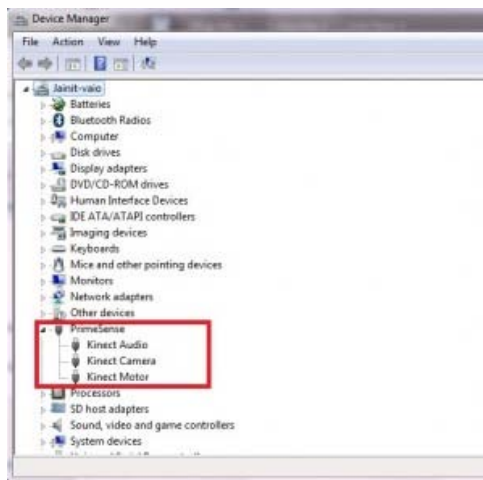 Device Manager
File Action View Help
Jainit-vaio
Batteries
Bluetooth Radios
Computer
Disk drives
Display adapters
DVD/CD-ROM drives
Human Interface Devices
IDE ATA/ATAPI controllers
Imaging devices
Keyboards
Mice and other pointing devices
Monitors
Network adapters
Other devices
PrimeSense
Kinect Audio
Kinect Camera
Kinect Motor
Processors
SD host adapters
Sound, video and game controllers
System devices